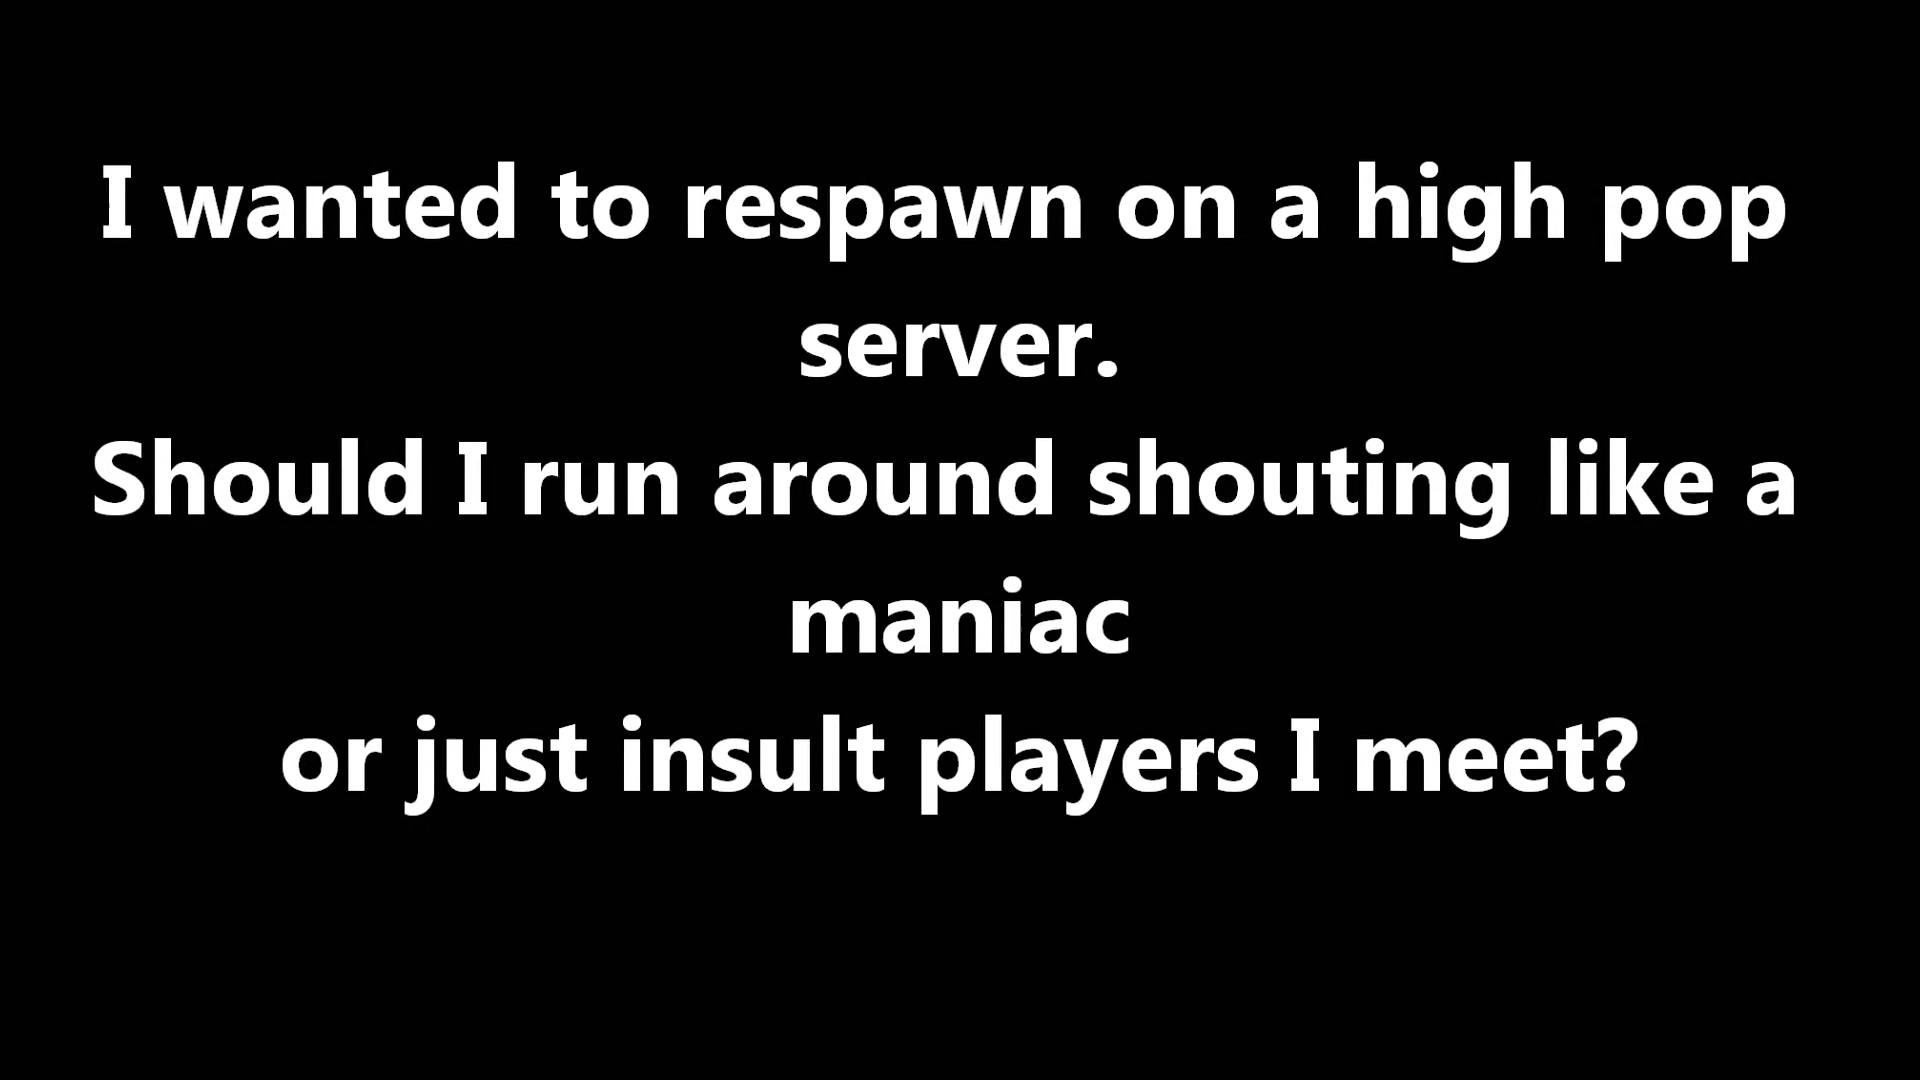 I wanted to respawn on a high pop
server.
Should I run around shouting like a
maniac
or just insult players I meet?